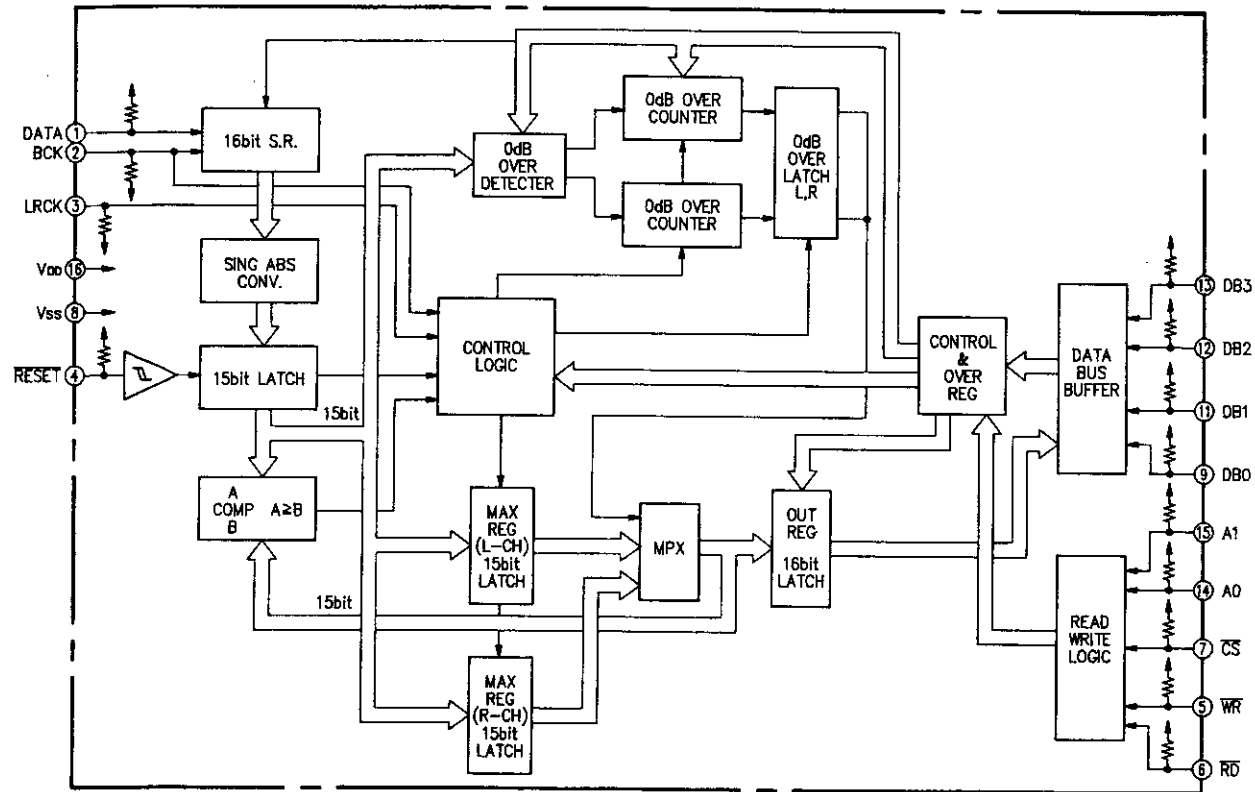 DATA 1
BCK 2
LRCK 3
VDD 16
VSS 8
RESET 4
16bit S.R.
SING ABS
CONV.
15bit LATCH
15bit
A
COMP A≥B
B
15bit
0dB
OVER
DETECTER
0dB OVER
COUNTER
0dB OVER
COUNTER
0dB
OVER
LATCH
L,R
CONTROL
LOGIC
MAX
REG
(L-CH)
15bit
LATCH
MAX
REG
(R-CH)
15bit
LATCH
MPX
OUT
REG
16bit
LATCH
CONTROL
&
OVER
REG
DATA
BUS
BUFFER
READ
WRITE
LOGIC
13 DB3
12 DB2
11 DB1
9 DB0
15 A1
14 A0
7 CS
5 WR
6 RD